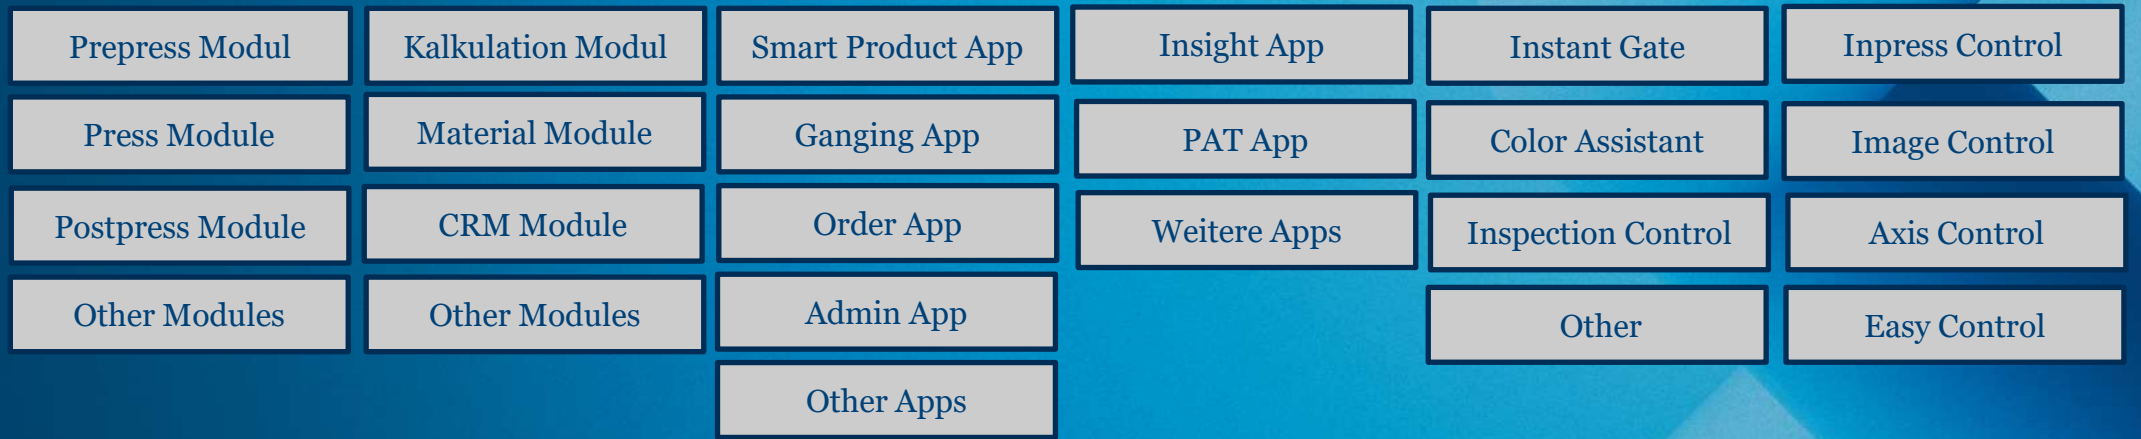 Prepress Modul
Kalkulation Modul
Smart Product App
Insight App
Instant Gate
Inpress Control
Press Module
Material Module
Ganging App
PAT App
Color Assistant
Image Control
Postpress Module
CRM Module
Order App
Weitere Apps
Inspection Control
Axis Control
Other Modules
Other Modules
Admin App
Other
Easy Control
Other Apps